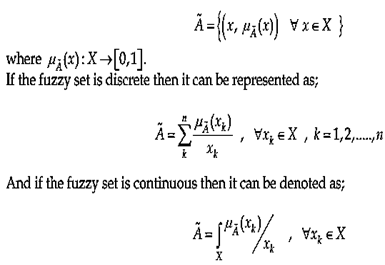 Ã = {(x, μ_Ã(x)) ∀ x ∈ X }
where μ_Ã(x) : X → [0,1].
If the fuzzy set is discrete then it can be represented as;
Ã = ∑_k^n μ_Ã(x_k) / x_k , ∀x_k ∈ X , k = 1,2,.....,n
And if the fuzzy set is continuous then it can be denoted as;
Ã = ∫_X μ_Ã(x_k) / x_k , ∀x_k ∈ X